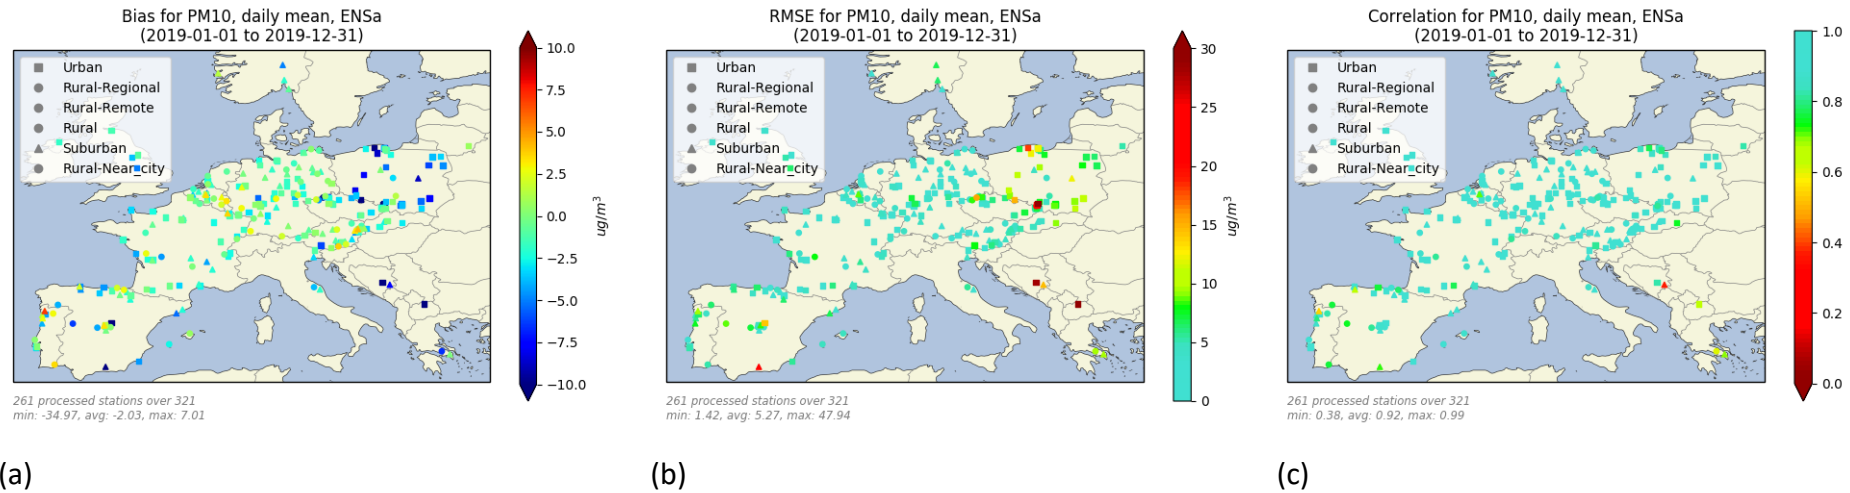 Bias for PM10, daily mean, ENSa
(2019-01-01 to 2019-12-31)
Urban
Rural-Regional
Rural-Remote
Rural
Suburban
Rural-Near_city
10.0
7.5
5.0
2.5
0.0
−2.5
−5.0
−7.5
−10.0
ug/m³
261 processed stations over 321
min: -34.97, avg: -2.03, max: 7.01
(a)
RMSE for PM10, daily mean, ENSa
(2019-01-01 to 2019-12-31)
Urban
Rural-Regional
Rural-Remote
Rural
Suburban
Rural-Near_city
30
25
20
15
10
5
0
ug/m³
261 processed stations over 321
min: 1.42, avg: 5.27, max: 47.94
(b)
Correlation for PM10, daily mean, ENSa
(2019-01-01 to 2019-12-31)
Urban
Rural-Regional
Rural-Remote
Rural
Suburban
Rural-Near_city
1.0
0.8
0.6
0.4
0.2
0.0
261 processed stations over 321
min: 0.38, avg: 0.92, max: 0.99
(c)